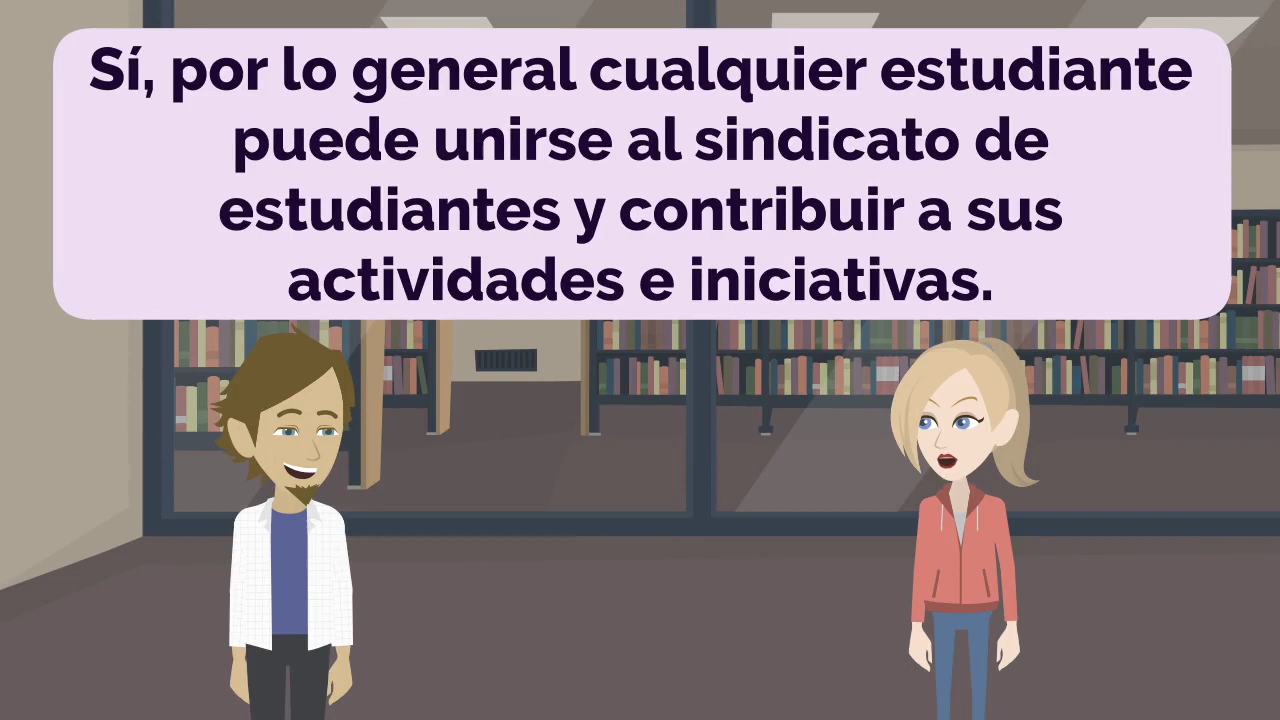 Sí, por lo general cualquier estudiante
puede unirse al sindicato de
estudiantes y contribuir a sus
actividades e iniciativas.